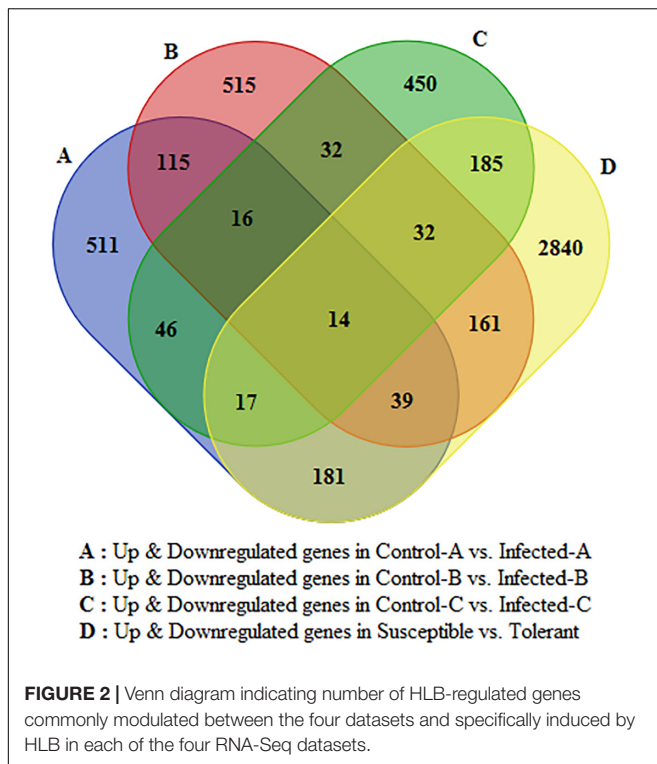 B
C
515
450
A
115
32
185
D
16
32
511
2840
46
14
161
17
39
181
A : Up & Downregulated genes in Control-A vs. Infected-A
B : Up & Downregulated genes in Control-B vs. Infected-B
C : Up & Downregulated genes in Control-C vs. Infected-C
D : Up & Downregulated genes in Susceptible vs. Tolerant
FIGURE 2 | Venn diagram indicating number of HLB-regulated genes
commonly modulated between the four datasets and specifically induced by
HLB in each of the four RNA-Seq datasets.